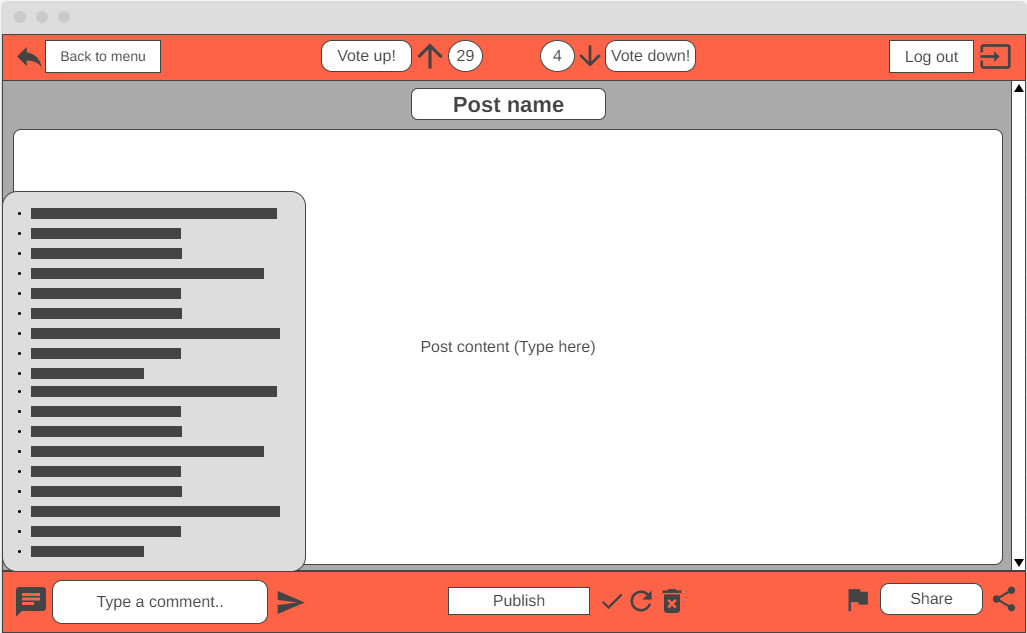 Back to menu
Vote up!
29
4
Vote down!
Log out
Post name
Post content (Type here)
Type a comment..
Publish
Share